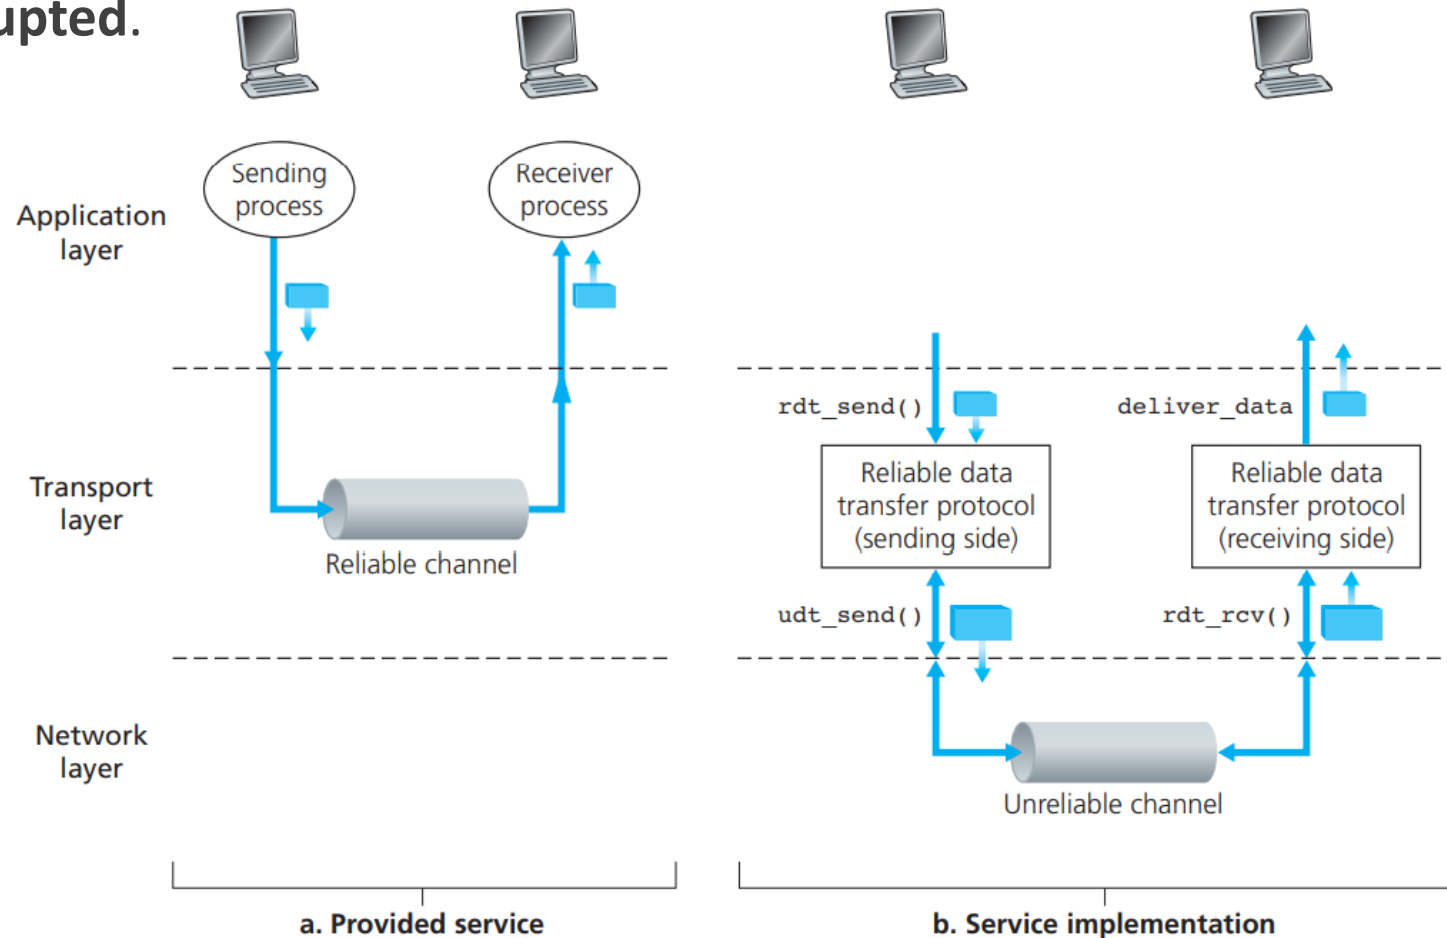 upted.
Sending
process
Receiver
process
Application
layer
rdt_send()
deliver_data
Reliable data
transfer protocol
(sending side)
Reliable data
transfer protocol
(receiving side)
Transport
layer
Reliable channel
udt_send()
rdt_rcv()
Network
layer
Unreliable channel
a. Provided service
b. Service implementation